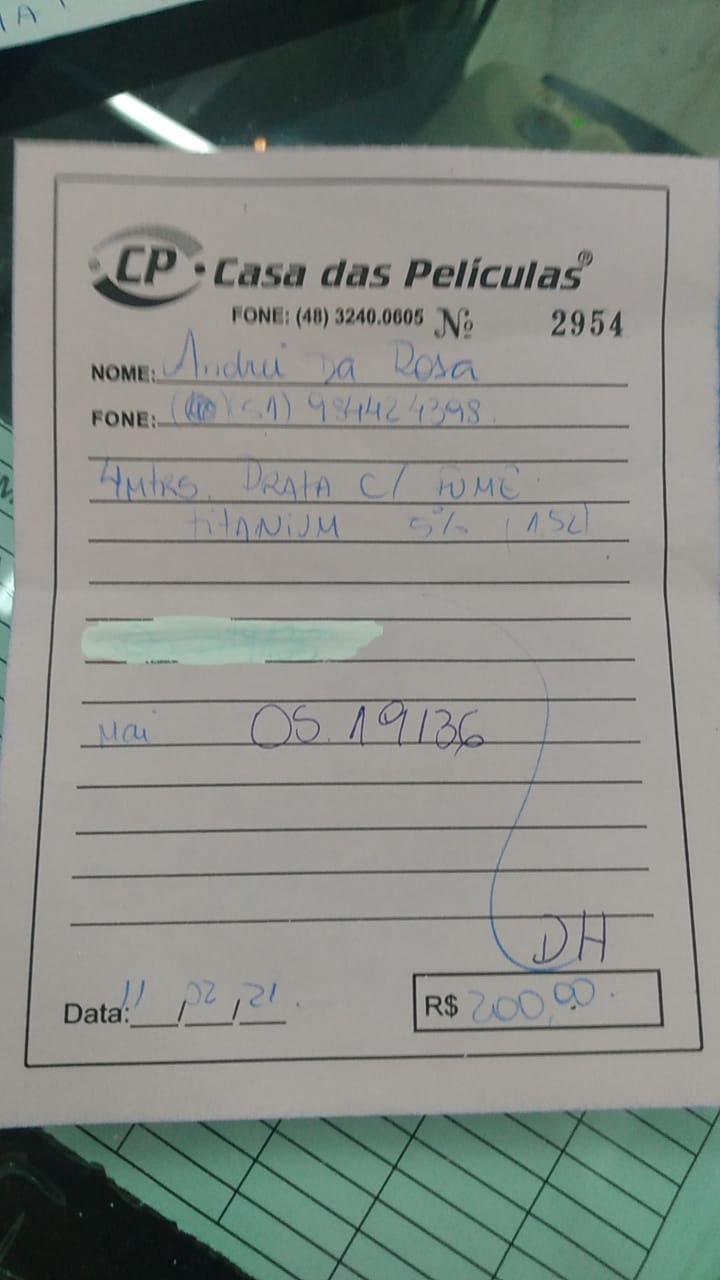 CP • Casa das Películas®
FONE: (48) 3240.0605 Nº 2954
NOME: Andrei Da Rosa
FONE: (51) 984424398
4Mtrs. PRATA C/ FUMÊ
titANiUM 5% (1.52)
Mai OS. 19136
DH
Data: 11/02/21
R$ 200,00